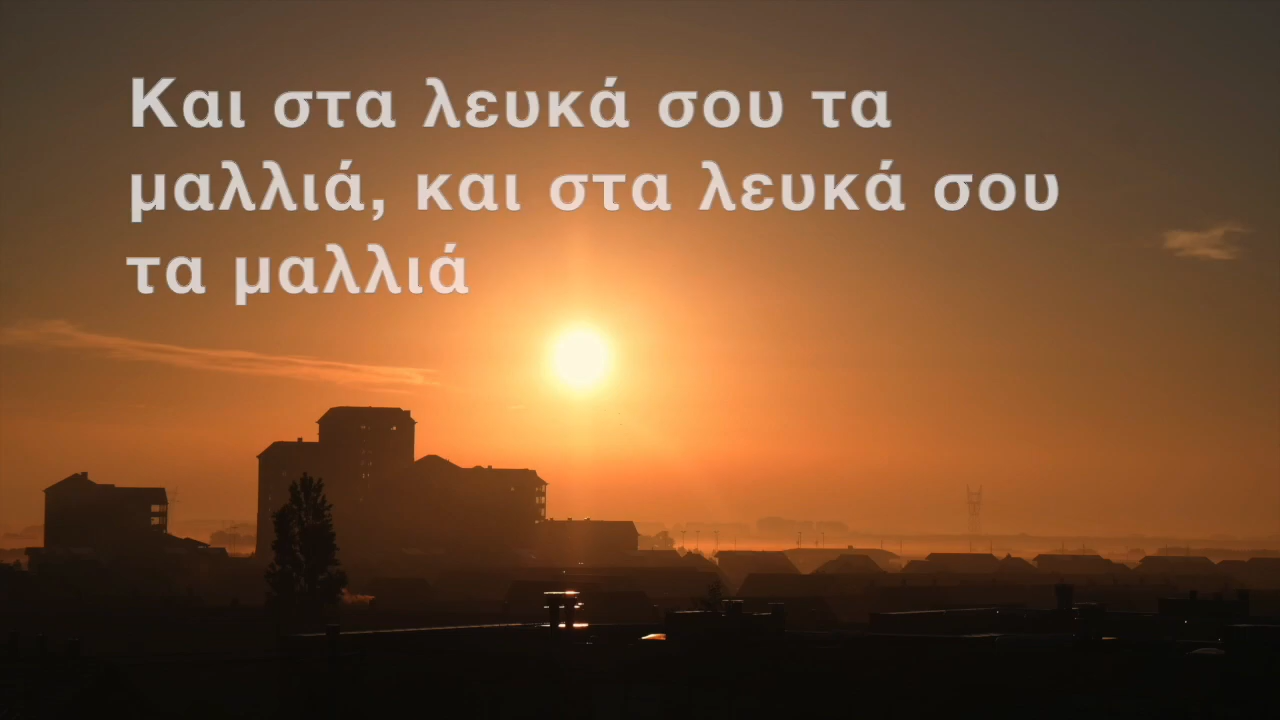 Και στα λευκά σου τα
μαλλιά, και στα λευκά σου
τα μαλλιά